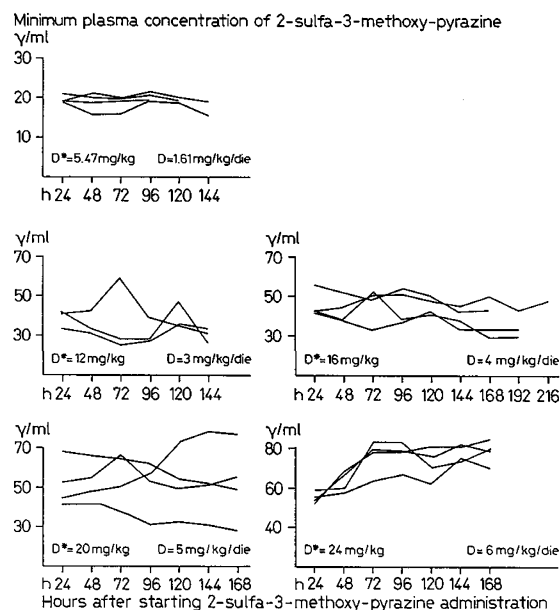 Minimum plasma concentration of 2-sulfa-3-methoxy-pyrazine
γ/ml
30
20
10
D*=5.47mg/kg D=1.61mg/kg/die
h 24 48 72 96 120 144
γ/ml
70
50
30
D*=12mg/kg D=3mg/kg/die
h 24 48 72 96 120 144
γ/ml
70
50
30
D*=16mg/kg D=4 mg/kg/die
h 24 48 72 96 120 144 168 192 216
70
50
30
D*=20mg/kg D=5mg/kg/die
h 24 48 72 96 120 144 168
80
60
40
D*=24 mg/kg D=6mg/kg/die
h 24 48 72 96 120 144 168
Hours after starting 2-sulfa-3-methoxy-pyrazine administration